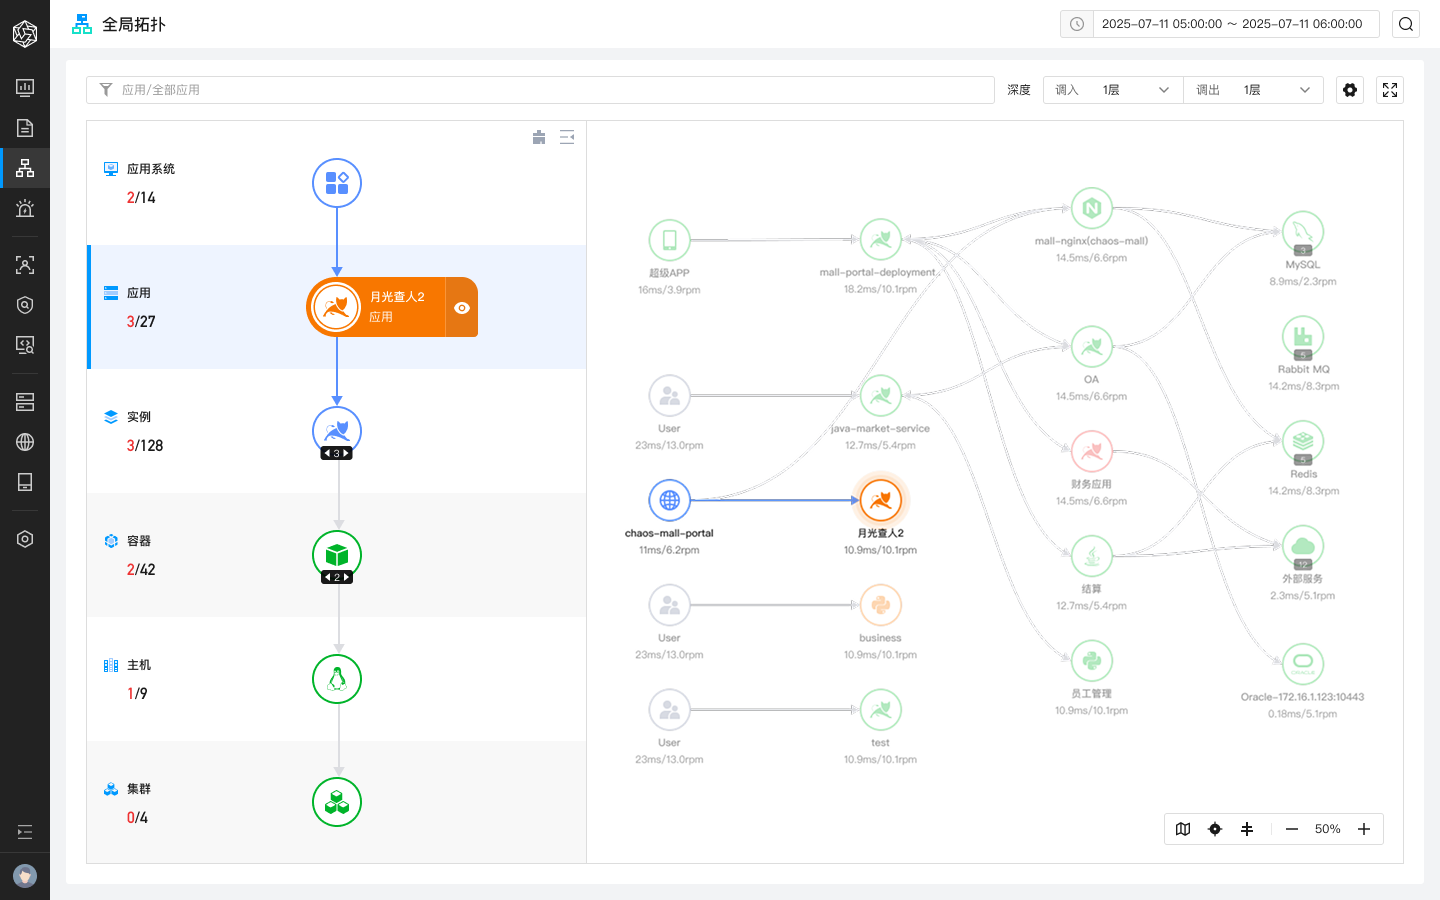 全局拓扑
2025-07-11 05:00:00 ~ 2025-07-11 06:00:00
应用/全部应用
深度
调入 1层
调出 1层
应用系统
2/14
应用
3/27
月光查人2
应用
实例
3/128
3
容器
2/42
2
主机
1/9
集群
0/4
超级APP
16ms/3.9rpm
mall-portal-deployment
18.2ms/10.1rpm
mall-nginx(chaos-mall)
14.5ms/6.6rpm
3
MySQL
8.9ms/2.3rpm
User
23ms/13.0rpm
java-market-service
12.7ms/5.4rpm
OA
14.5ms/6.6rpm
5
Rabbit MQ
14.2ms/8.3rpm
chaos-mall-portal
11ms/6.2rpm
月光查人2
10.9ms/10.1rpm
财务应用
14.5ms/6.6rpm
5
Redis
14.2ms/8.3rpm
User
23ms/13.0rpm
business
10.9ms/10.1rpm
结算
12.7ms/5.4rpm
12
外部服务
2.3ms/5.1rpm
User
23ms/13.0rpm
test
10.9ms/10.1rpm
员工管理
10.9ms/10.1rpm
ORACLE
Oracle-172.16.1.123:10443
0.18ms/5.1rpm
50%